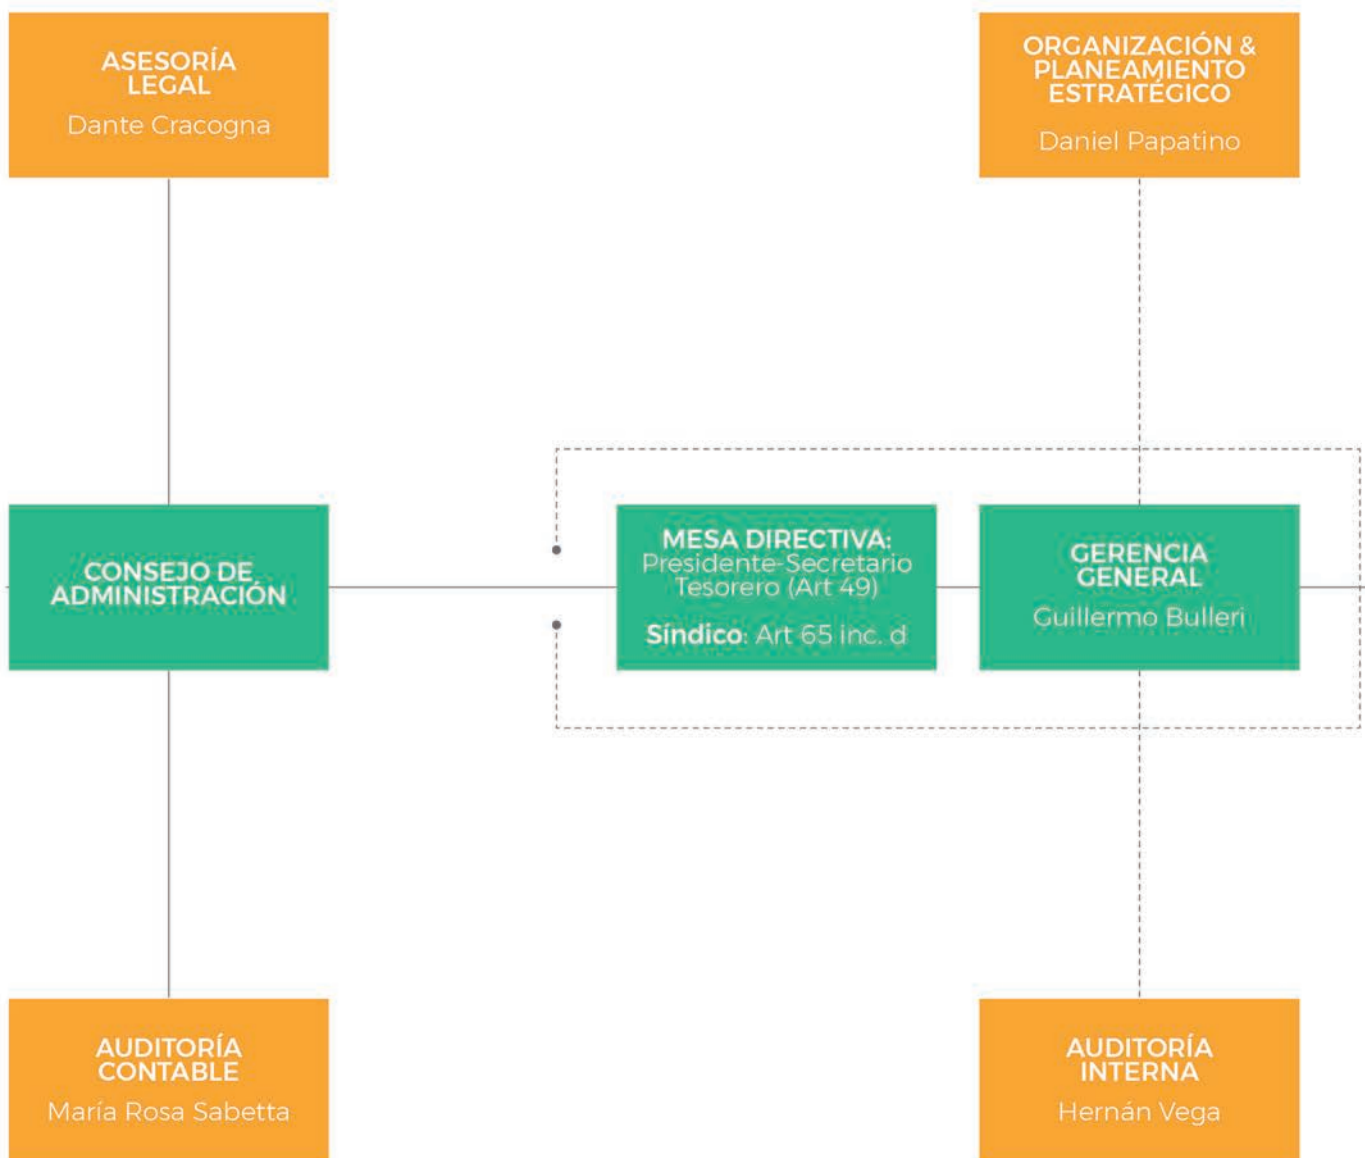 ASESORÍA
LEGAL
Dante Cracogna
ORGANIZACIÓN &
PLANEAMIENTO
ESTRATÉGICO
Daniel Papatino
CONSEJO DE
ADMINISTRACIÓN
MESA DIRECTIVA:
Presidente-Secretario
Tesorero (Art 49)
Síndico: Art 65 inc. d
GERENCIA
GENERAL
Guillermo Bulleri
AUDITORÍA
CONTABLE
María Rosa Sabetta
AUDITORÍA
INTERNA
Hernán Vega